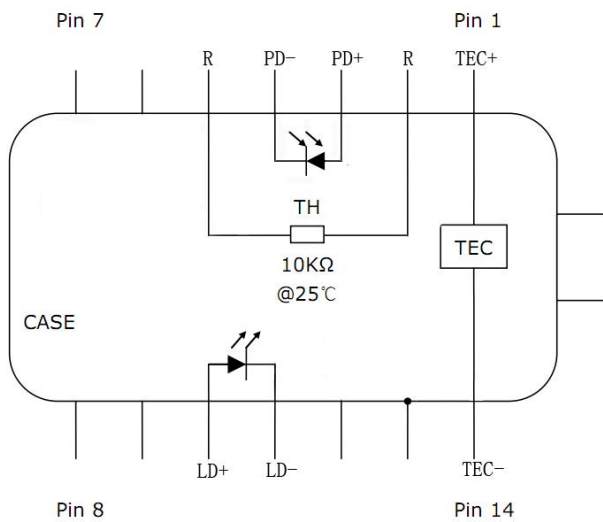 Pin 7
Pin 1
R
PD-
PD+
R
TEC+
TH
TEC
10KΩ
@25℃
CASE
LD+
LD-
TEC-
Pin 8
Pin 14